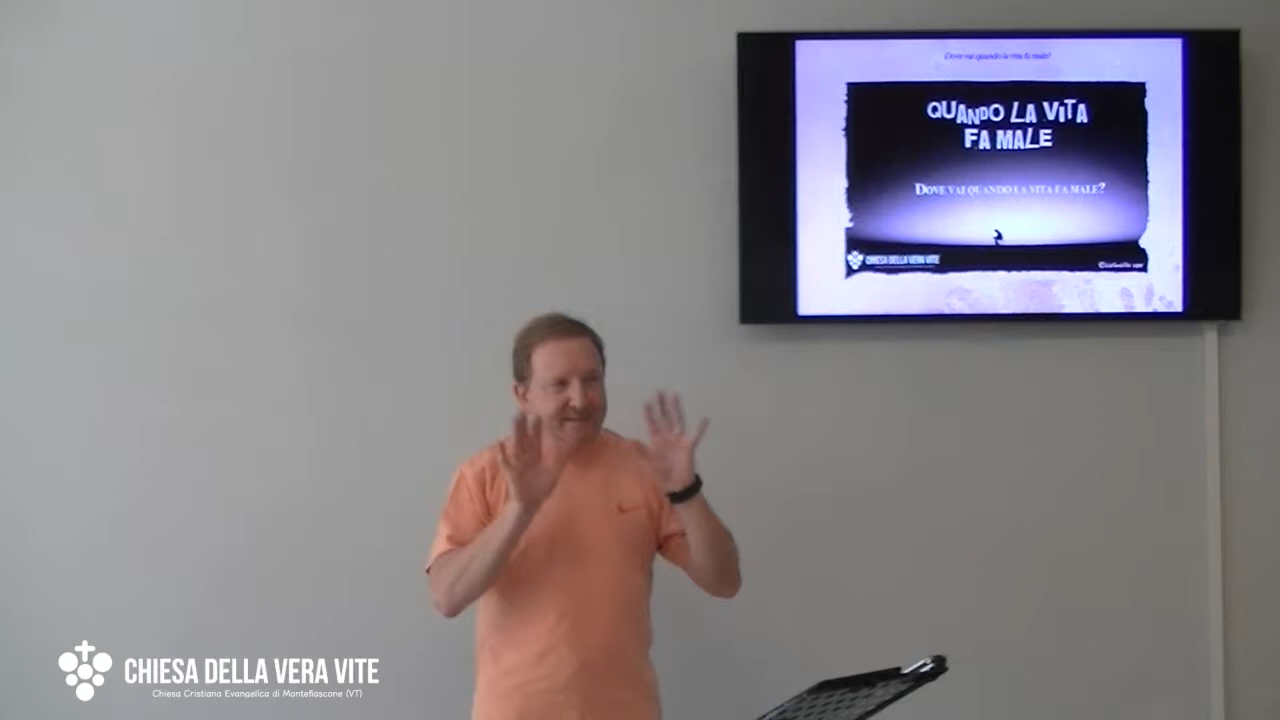 Dove vai quando la vita fa male?
QUANDO LA VITA
FA MALE
DOVE VAI QUANDO LA VITA FA MALE?
CHIESA DELLA VERA VITE
CHIESA DELLA VERA VITE
Chiesa Cristiana Evangelica di Montefiascone (VT)